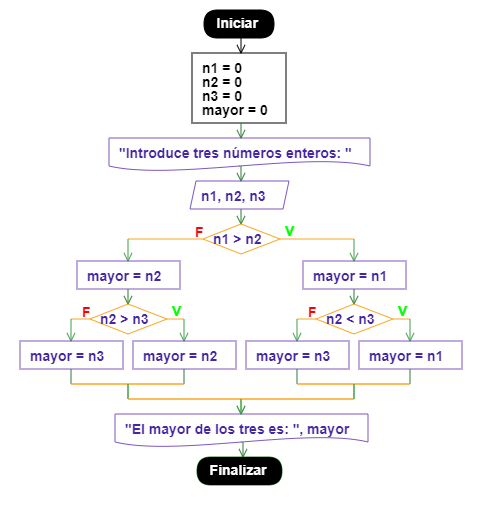 Iniciar
n1 = 0
n2 = 0
n3 = 0
mayor = 0
"Introduce tres números enteros: "
n1, n2, n3
F
n1 > n2
V
mayor = n2
mayor = n1
F
n2 > n3
V
F
n2 < n3
V
mayor = n3
mayor = n2
mayor = n3
mayor = n1
"El mayor de los tres es: ", mayor
Finalizar